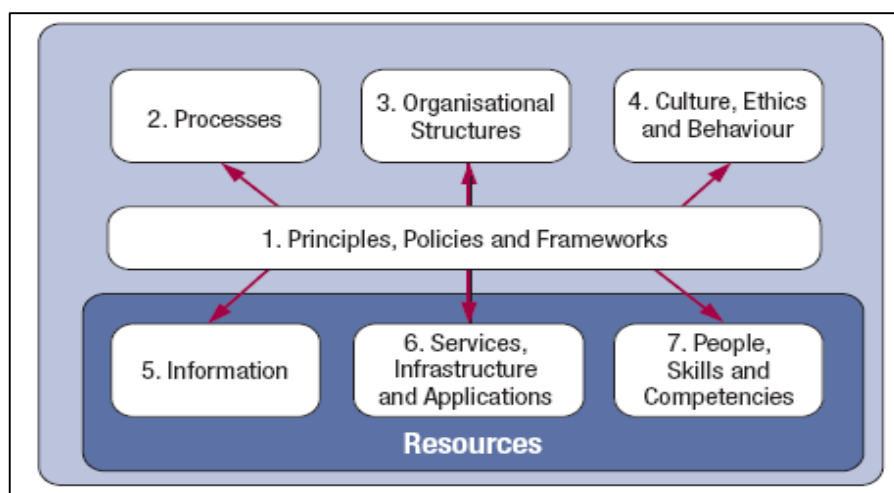 2. Processes
3. Organisational
Structures
4. Culture, Ethics
and Behaviour
1. Principles, Policies and Frameworks
5. Information
6. Services,
Infrastructure
and Applications
7. People,
Skills and
Competencies
Resources